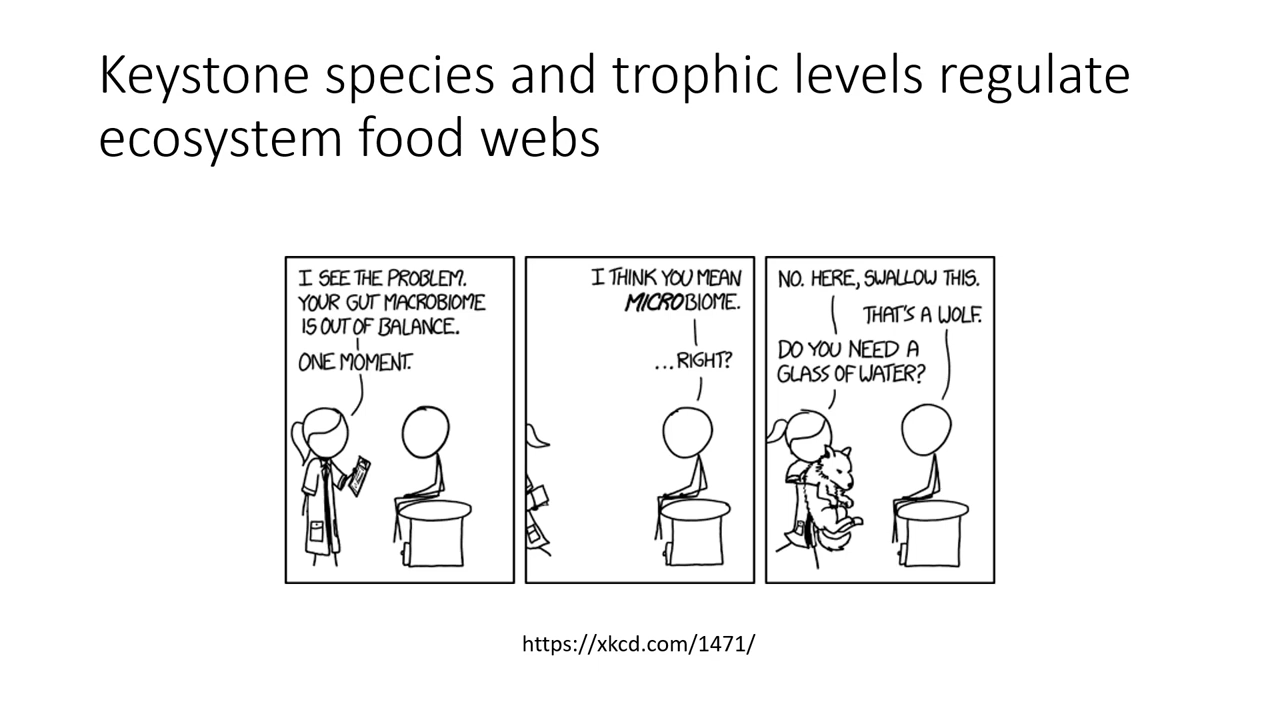 Keystone species and trophic levels regulate
ecosystem food webs
I SEE THE PROBLEM.
YOUR GUT MACROBIOME
IS OUT OF BALANCE.
ONE MOMENT.
I THINK YOU MEAN
MICROBIOME.
...RIGHT?
NO. HERE, SWALLOW THIS.
THAT'S A WOLF.
DO YOU NEED A
GLASS OF WATER?
https://xkcd.com/1471/